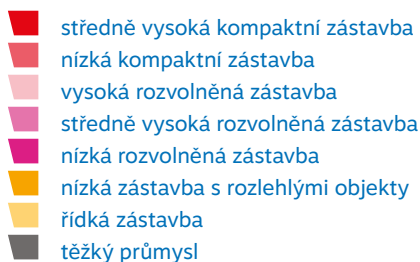 středně vysoká kompaktní zástavba
nízká kompaktní zástavba
vysoká rozvolněná zástavba
středně vysoká rozvolněná zástavba
nízká rozvolněná zástavba
nízká zástavba s rozlehlými objekty
řídká zástavba
těžký průmysl